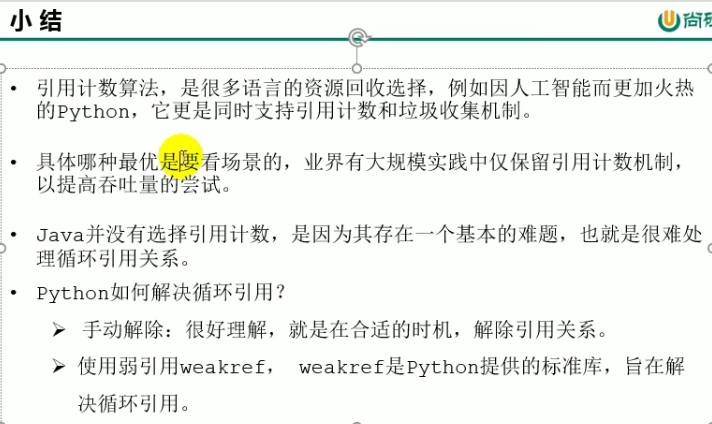 小 结
尚硅
• 引用计数算法，是很多语言的资源回收选择，例如因人工智能而更加火热
的Python，它更是同时支持引用计数和垃圾收集机制。
• 具体哪种最优是要看场景的，业界有大规模实践中仅保留引用计数机制，
以提高吞吐量的尝试。
• Java并没有选择引用计数，是因为其存在一个基本的难题，也就是很难处
理循环引用关系。
• Python如何解决循环引用？
➢ 手动解除：很好理解，就是在合适的时机，解除引用关系。
➢ 使用弱引用weakref， weakref是Python提供的标准库，旨在解
决循环引用。